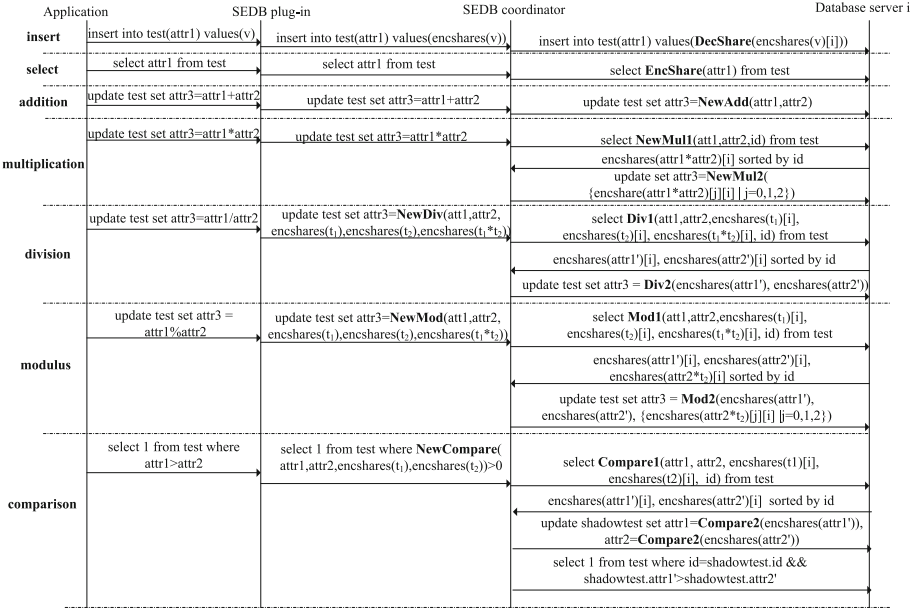 Application
SEDB plug-in
SEDB coordinator
Database server i
insert
insert into test(attr1) values(v)
insert into test(attr1) values(encshares(v))
insert into test(attr1) values(DecShare(encshares(v)[i]))
select
select attr1 from test
select attr1 from test
select EncShare(attr1) from test
addition
update test set attr3=attr1+attr2
update test set attr3=attr1+attr2
update test set attr3=NewAdd(attr1,attr2)
multiplication
update test set attr3=attr1*attr2
update test set attr3=attr1*attr2
select NewMul1(att1,attr2,id) from test
encshares(attr1*attr2)[i] sorted by id
update set attr3=NewMul2(
{encshare(attr1*attr2)[j][i] | j=0,1,2})
division
update test set attr3=attr1/attr2
update test set attr3=NewDiv(att1,attr2,
encshares(t1),encshares(t2),encshares(t1*t2))
select Div1(att1,attr2,encshares(t1)[i],
encshares(t2)[i], encshares(t1*t2)[i], id) from test
encshares(attr1')[i], encshares(attr2')[i] sorted by id
update test set attr3 = Div2(encshares(attr1'), encshares(attr2'))
modulus
update test set attr3 =
attr1%attr2
update test set attr3=NewMod(att1,attr2,
encshares(t1),encshares(t2),encshares(t1*t2))
select Mod1(att1,attr2,encshares(t1)[i],
encshares(t2)[i], encshares(t1*t2)[i], id) from test
encshares(attr1')[i], encshares(attr2')[i],
encshares(attr2*t2)[i] sorted by id
update test set attr3 = Mod2(encshares(attr1'),
encshares(attr2'), {encshares(attr2*t2)[j][i] |j=0,1,2})
comparison
select 1 from test where
attr1>attr2
select 1 from test where NewCompare(
attr1,attr2,encshares(t1),encshares(t2))>0
select Compare1(attr1, attr2, encshares(t1)[i],
encshares(t2)[i], id) from test
encshares(attr1')[i], encshares(attr2')[i] sorted by id
update shadowtest set attr1=Compare2(encshares(attr1')),
attr2=Compare2(encshares(attr2'))
select 1 from test where id=shadowtest.id &&
shadowtest.attr1'>shadowtest.attr2'